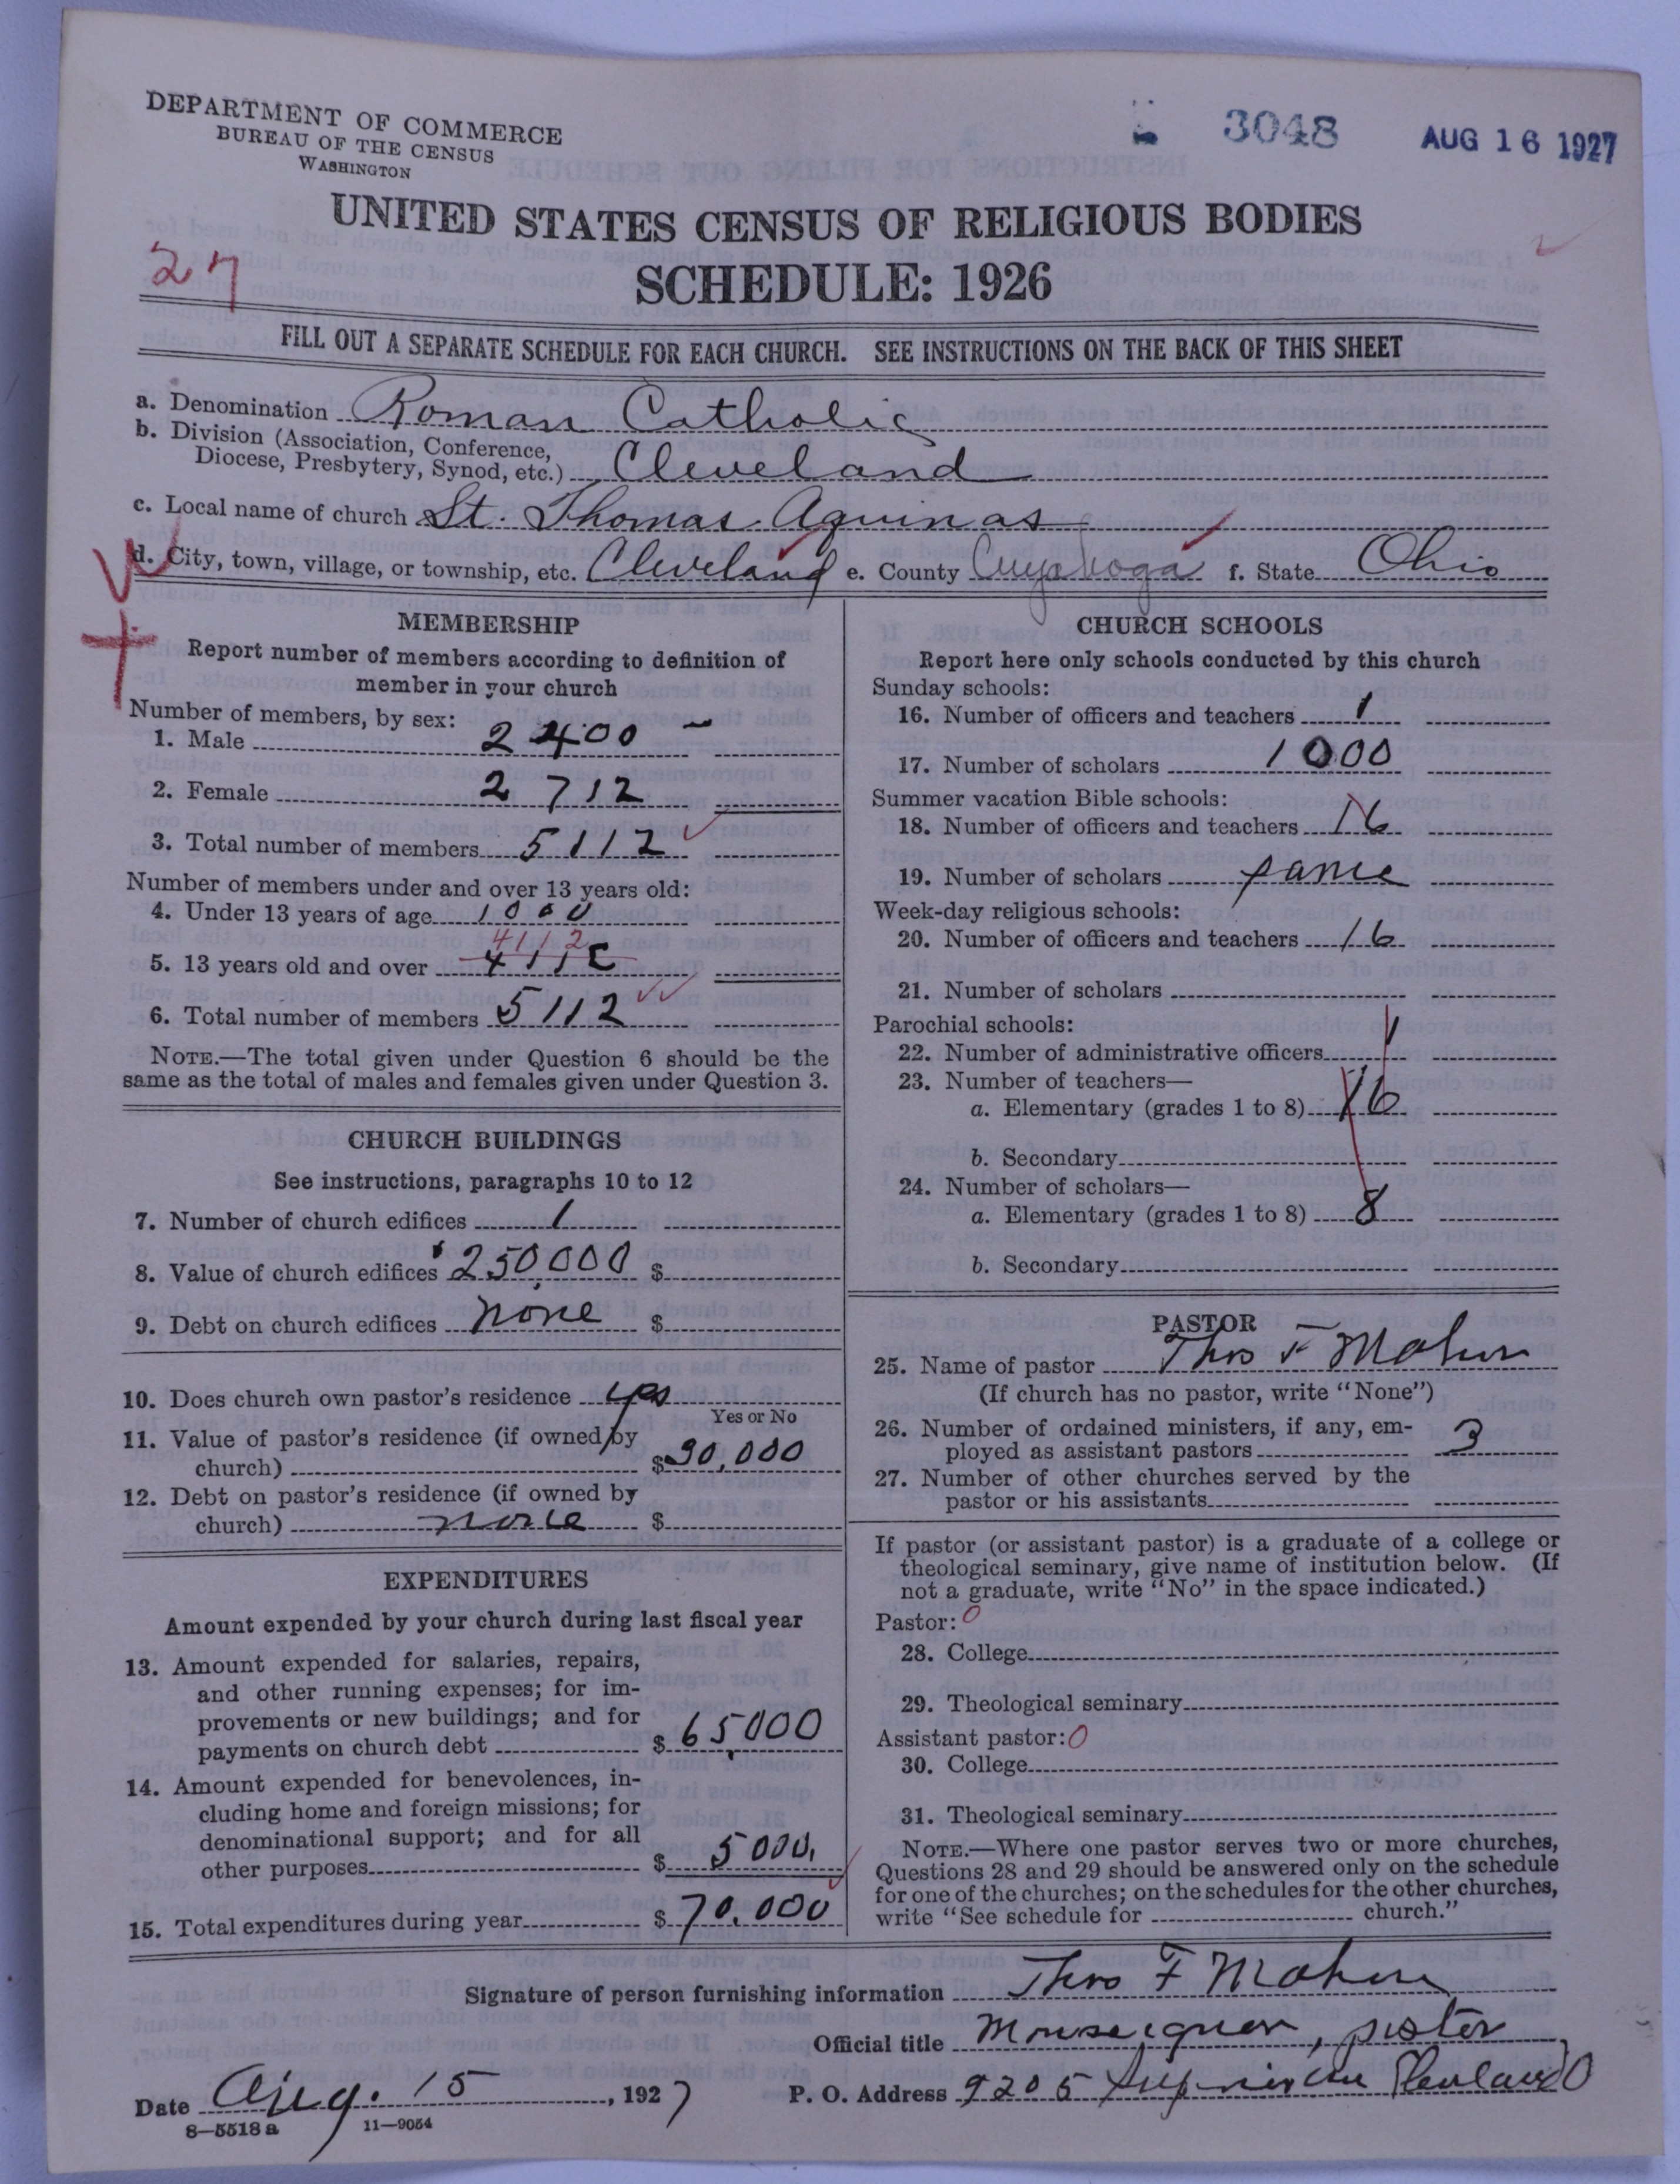 DEPARTMENT OF COMMERCE
BUREAU OF THE CENSUS
WASHINGTON
3048 AUG 16 1927
UNITED STATES CENSUS OF RELIGIOUS BODIES
27
SCHEDULE: 1926
FILL OUT A SEPARATE SCHEDULE FOR EACH CHURCH. SEE INSTRUCTIONS ON THE BACK OF THIS SHEET
a. Denomination Roman Catholic
b. Division (Association, Conference,
Diocese, Presbytery, Synod, etc.) Cleveland
c. Local name of church St. Thomas Aquinas
d. City, town, village, or township, etc. Cleveland e. County Cuyahoga f. State Ohio
MEMBERSHIP
Report number of members according to definition of
member in your church
Number of members, by sex:
1. Male 2400
2. Female 2712
3. Total number of members 5112
Number of members under and over 13 years old:
4. Under 13 years of age 1000
4112
5. 13 years old and over 4112
6. Total number of members 5112
NOTE.—The total given under Question 6 should be the
same as the total of males and females given under Question 3.
CHURCH BUILDINGS
See instructions, paragraphs 10 to 12
7. Number of church edifices 1
8. Value of church edifices $250,000 $
9. Debt on church edifices none $
10. Does church own pastor's residence yes
Yes or No
11. Value of pastor's residence (if owned by
church) $30,000
12. Debt on pastor's residence (if owned by
church) none $
EXPENDITURES
Amount expended by your church during last fiscal year
13. Amount expended for salaries, repairs,
and other running expenses; for im-
provements or new buildings; and for
payments on church debt $ 65,000
14. Amount expended for benevolences, in-
cluding home and foreign missions; for
denominational support; and for all
other purposes $ 5000.
15. Total expenditures during year $ 70,000
CHURCH SCHOOLS
Report here only schools conducted by this church
Sunday schools:
16. Number of officers and teachers 1
17. Number of scholars 1000
Summer vacation Bible schools:
18. Number of officers and teachers 16
19. Number of scholars same
Week-day religious schools:
20. Number of officers and teachers 16
21. Number of scholars
Parochial schools:
22. Number of administrative officers 1
23. Number of teachers—
a. Elementary (grades 1 to 8) 16
b. Secondary
24. Number of scholars—
a. Elementary (grades 1 to 8) 8
b. Secondary
PASTOR
25. Name of pastor Thos F Mahon
(If church has no pastor, write "None")
26. Number of ordained ministers, if any, em-
ployed as assistant pastors 3
27. Number of other churches served by the
pastor or his assistants
If pastor (or assistant pastor) is a graduate of a college or
theological seminary, give name of institution below. (If
not a graduate, write "No" in the space indicated.)
Pastor: 0
28. College
29. Theological seminary
Assistant pastor: 0
30. College
31. Theological seminary
NOTE.—Where one pastor serves two or more churches,
Questions 28 and 29 should be answered only on the schedule
for one of the churches; on the schedules for the other churches,
write "See schedule for church."
Signature of person furnishing information Thos F Mahon
Official title Monseignor, pastor
Date Aug. 15, 1927 P. O. Address 9205 Superior Cleveland O
8—5518 a 11—9054